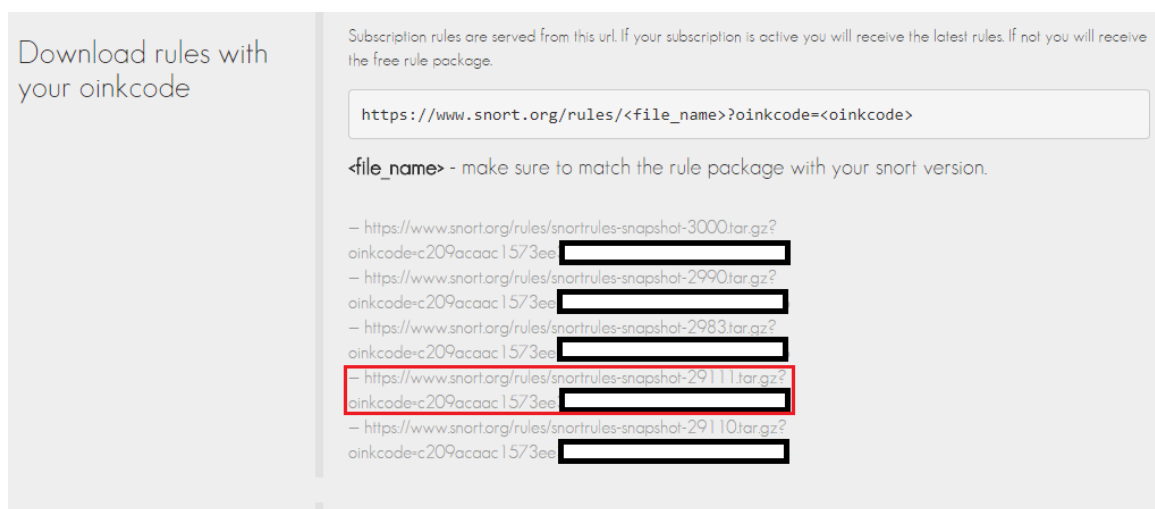 Download rules with
your oinkcode
Subscription rules are served from this url. If your subscription is active you will receive the latest rules. If not you will receive
the free rule package.
https://www.snort.org/rules/<file_name>?oinkcode=<oinkcode>
<file_name> - make sure to match the rule package with your snort version.
– https://www.snort.org/rules/snortrules-snapshot-3000.tar.gz?
oinkcode=c209acaac1573ee
– https://www.snort.org/rules/snortrules-snapshot-2990.tar.gz?
oinkcode=c209acaac1573ee
– https://www.snort.org/rules/snortrules-snapshot-2983.tar.gz?
oinkcode=c209acaac1573ee
– https://www.snort.org/rules/snortrules-snapshot-29111.tar.gz?
oinkcode=c209acaac1573ee
– https://www.snort.org/rules/snortrules-snapshot-29110.tar.gz?
oinkcode=c209acaac1573ee